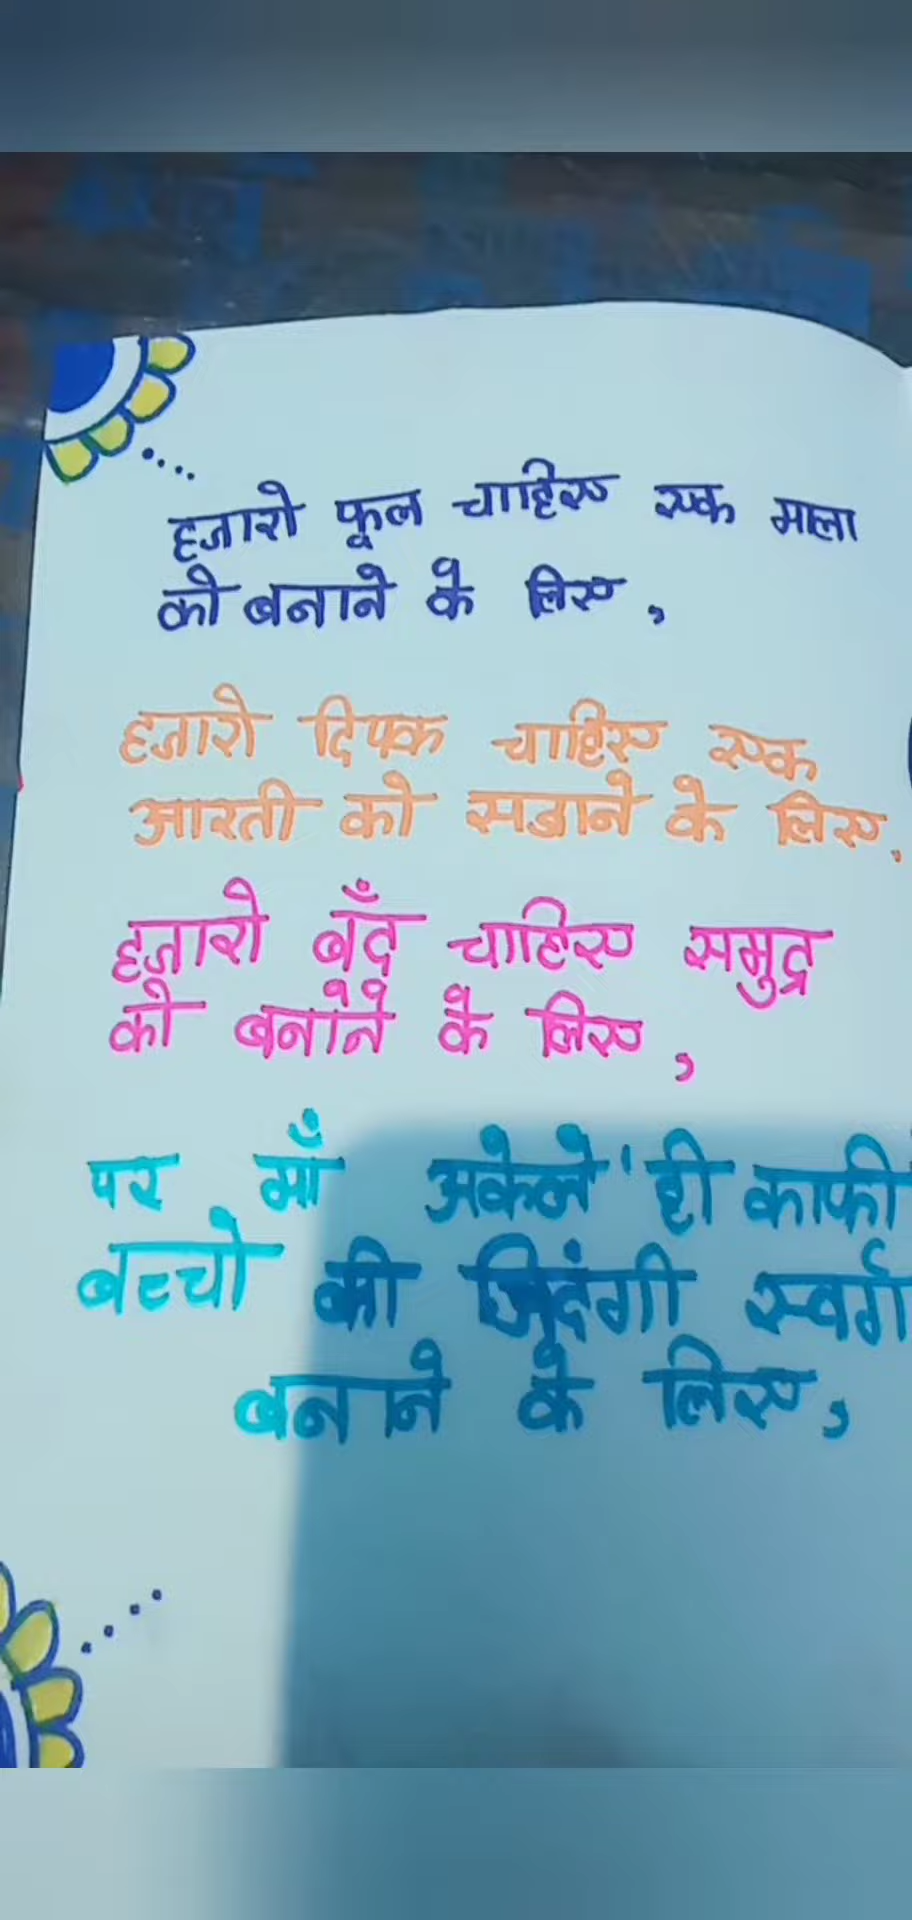 हजारो फूल चाहिए एक माला
को बनाने के लिए,
हजारो दिपक चाहिए एक
आरती को सजाने के लिए,
हजारो बुँद चाहिए समुद्र
को बनाने के लिए,
पर माँ अकेले ही काफी
बच्चो की जिंदगी स्वर्ग
बनाने के लिए,